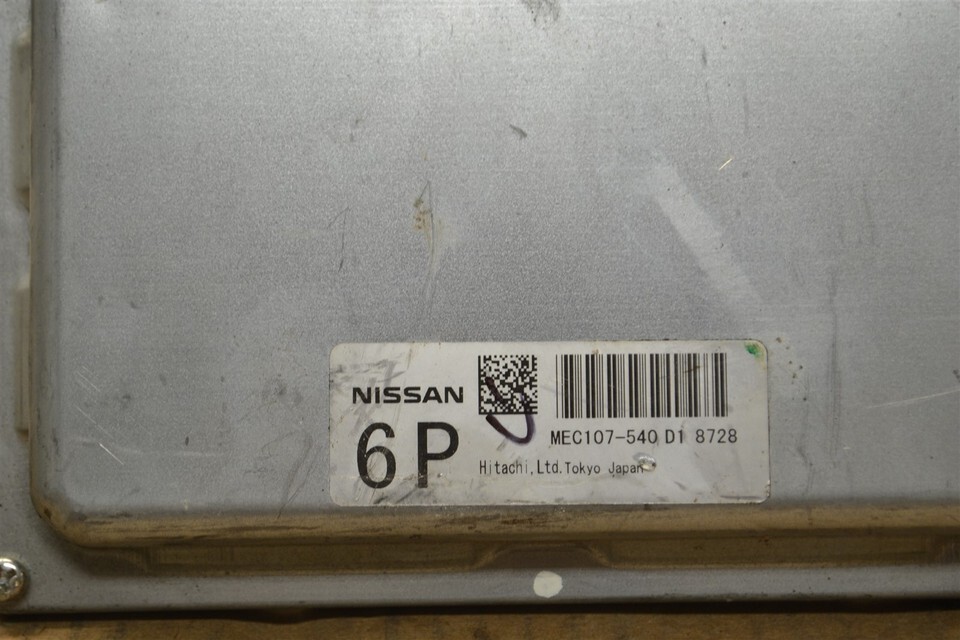 NISSAN
6P
MEC107-540 D1 8728
Hitachi,Ltd.Tokyo Japan